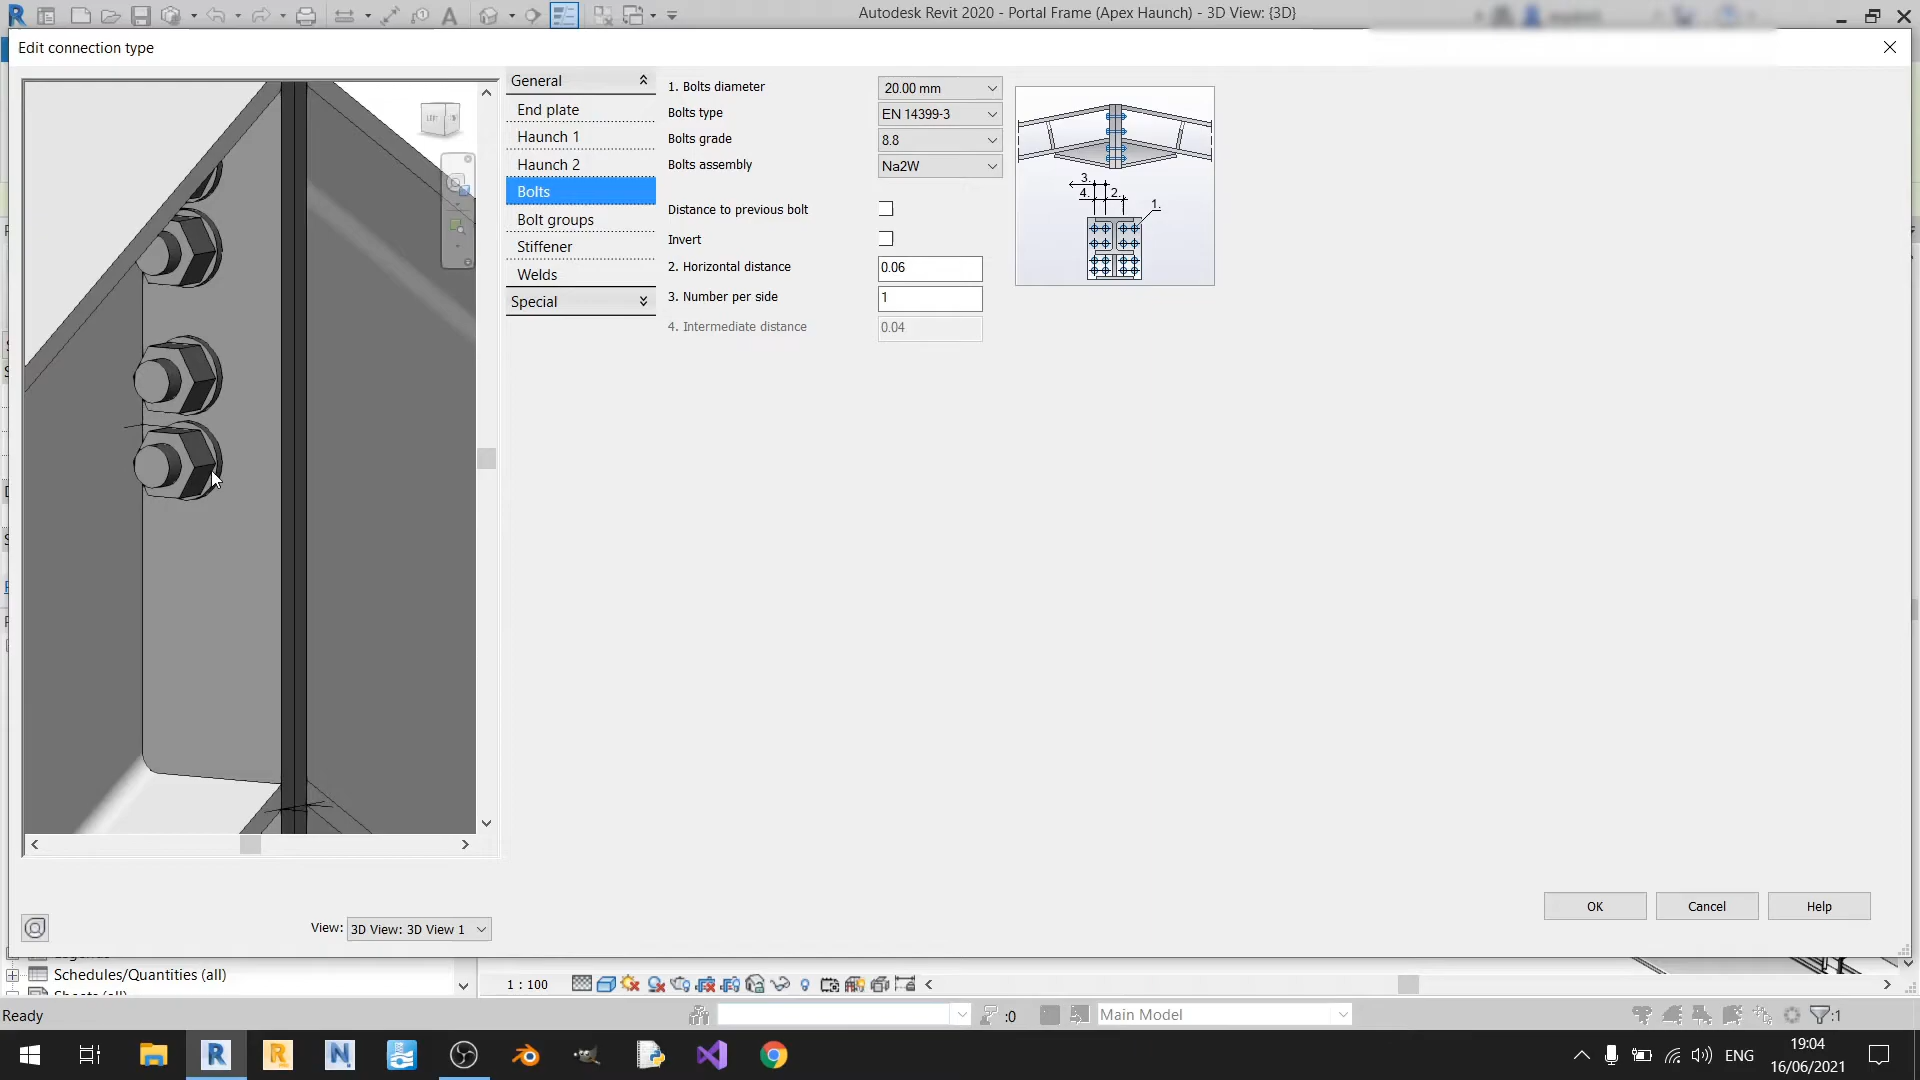 Autodesk Revit 2020 - Portal Frame (Apex Haunch) - 3D View: {3D}
Edit connection type
General
End plate
Haunch 1
Haunch 2
Bolts
Bolt groups
Stiffener
Welds
Special
1. Bolts diameter
20.00 mm
Bolts type
EN 14399-3
Bolts grade
8.8
Bolts assembly
Na2W
Distance to previous bolt
Invert
2. Horizontal distance
0.06
3. Number per side
1
4. Intermediate distance
0.04
3.
4.
2.
1.
OK
Cancel
Help
View:
3D View: 3D View 1
Schedules/Quantities (all)
1 : 100
Ready
:0
Main Model
:1
ENG
19:04
16/06/2021